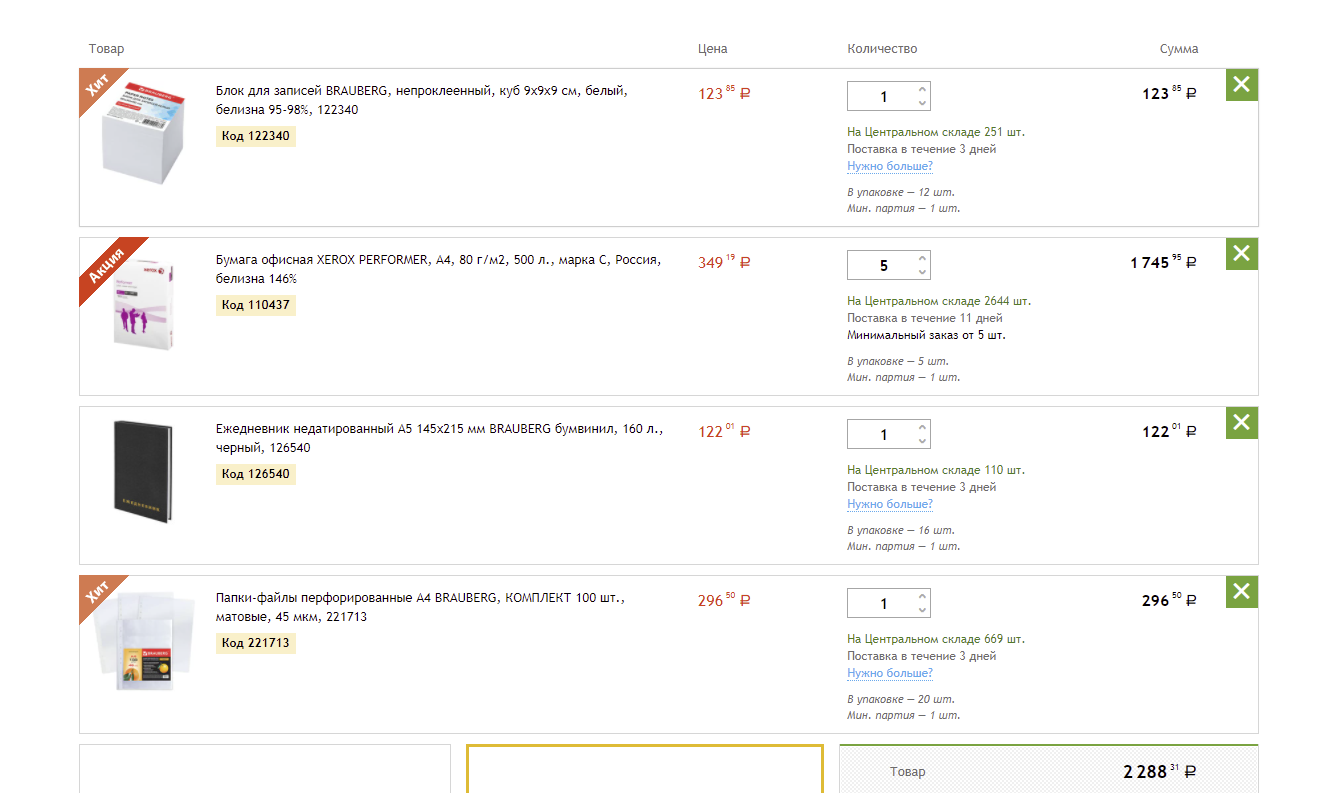 Товар Цена Количество Сумма
Хит
Блок для записей BRAUBERG, непроклеенный, куб 9х9х9 см, белый,
белизна 95-98%, 122340
Код 122340
123 85 ₽
1
На Центральном складе 251 шт.
Поставка в течение 3 дней
Нужно больше?
В упаковке — 12 шт.
Мин. партия — 1 шт.
123 85 ₽
Акция
XEROX
Бумага офисная XEROX PERFORMER, А4, 80 г/м2, 500 л., марка С, Россия,
белизна 146%
Код 110437
349 19 ₽
5
На Центральном складе 2644 шт.
Поставка в течение 11 дней
Минимальный заказ от 5 шт.
В упаковке — 5 шт.
Мин. партия — 1 шт.
1 745 95 ₽
ЕЖЕДНЕВНИК
Ежедневник недатированный А5 145х215 мм BRAUBERG бумвинил, 160 л.,
черный, 126540
Код 126540
122 01 ₽
1
На Центральном складе 110 шт.
Поставка в течение 3 дней
Нужно больше?
В упаковке — 16 шт.
Мин. партия — 1 шт.
122 01 ₽
Хит
BRAUBERG
Папки-файлы перфорированные А4 BRAUBERG, КОМПЛЕКТ 100 шт.,
матовые, 45 мкм, 221713
Код 221713
296 50 ₽
1
На Центральном складе 669 шт.
Поставка в течение 3 дней
Нужно больше?
В упаковке — 20 шт.
Мин. партия — 1 шт.
296 50 ₽
Товар 2 288 31 ₽